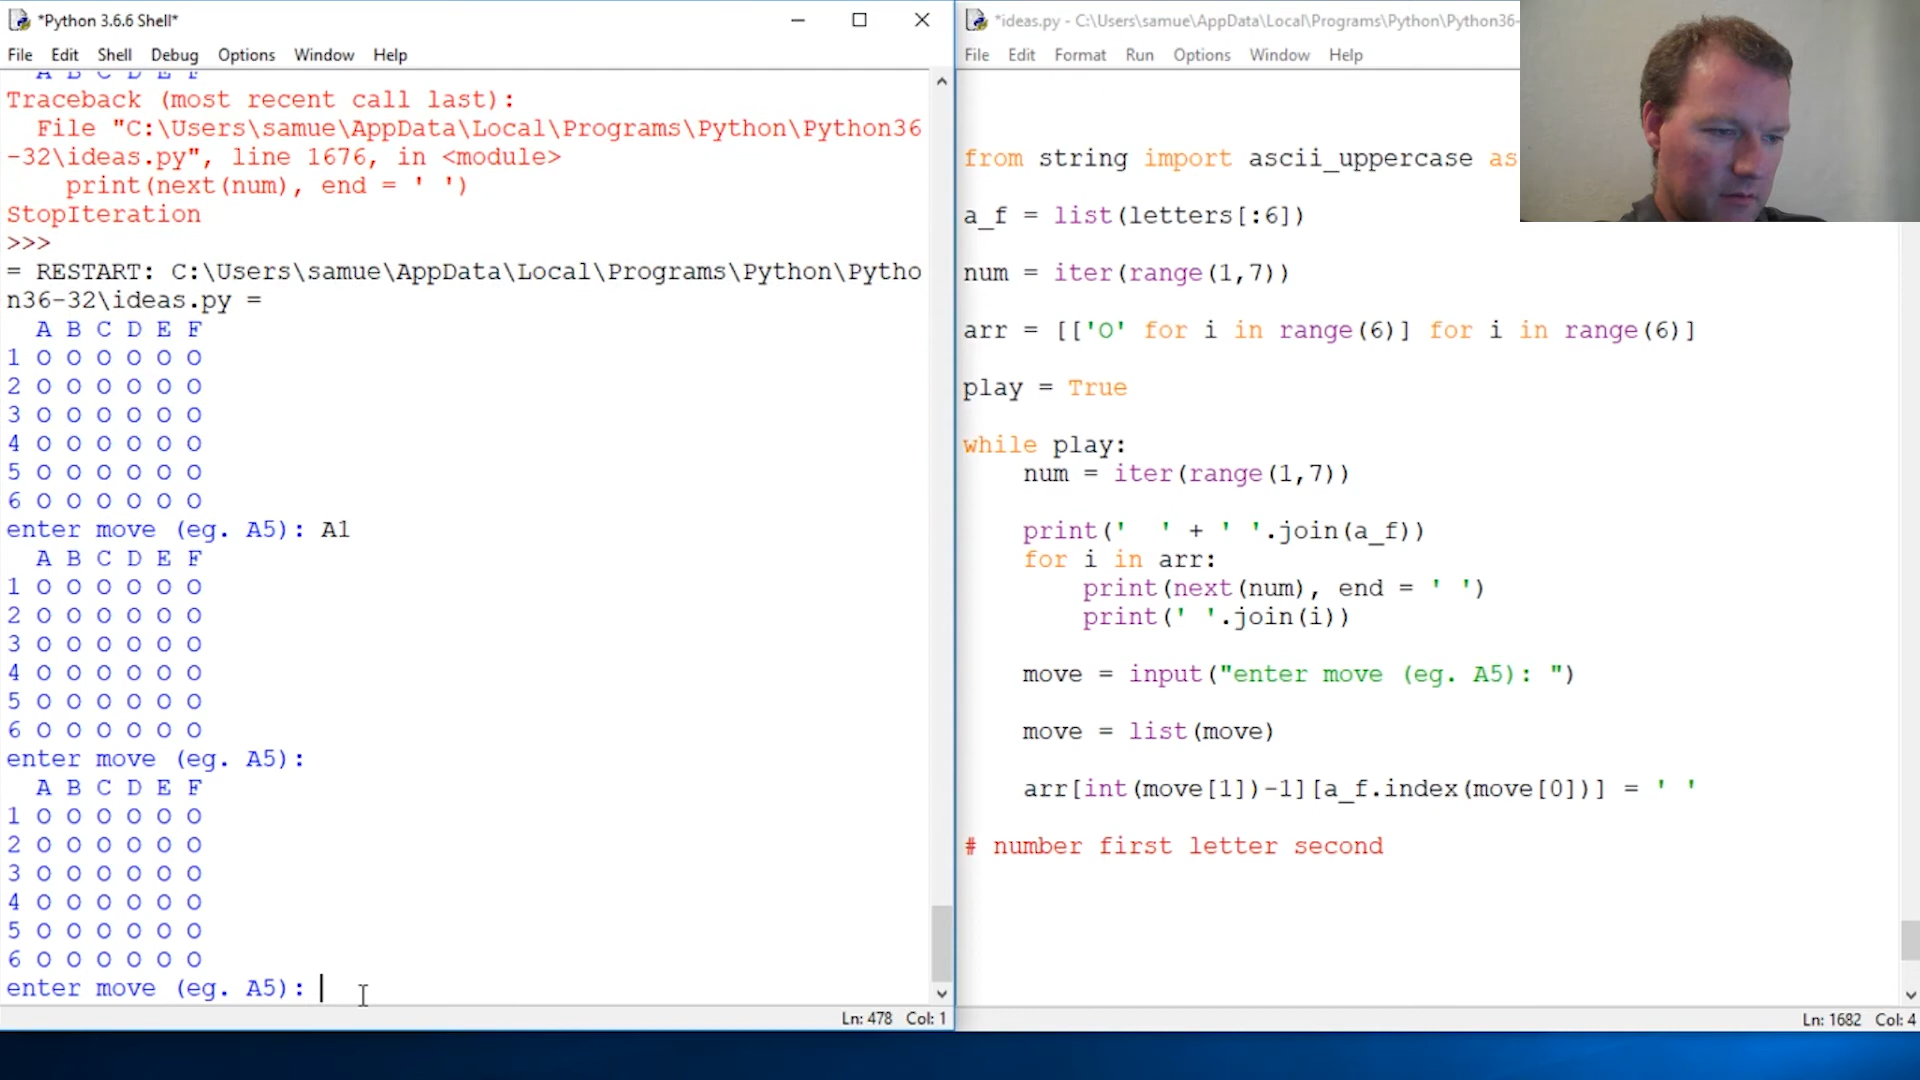 *Python 3.6.6 Shell*
File Edit Shell Debug Options Window Help
A B C D E F
Traceback (most recent call last):
File "C:\Users\samue\AppData\Local\Programs\Python\Python36
-32\ideas.py", line 1676, in <module>
print(next(num), end = ' ')
StopIteration
>>>
= RESTART: C:\Users\samue\AppData\Local\Programs\Python\Pytho
n36-32\ideas.py =
A B C D E F
1 O O O O O O
2 O O O O O O
3 O O O O O O
4 O O O O O O
5 O O O O O O
6 O O O O O O
enter move (eg. A5): A1
A B C D E F
1 O O O O O O
2 O O O O O O
3 O O O O O O
4 O O O O O O
5 O O O O O O
6 O O O O O O
enter move (eg. A5):
A B C D E F
1 O O O O O O
2 O O O O O O
3 O O O O O O
4 O O O O O O
5 O O O O O O
6 O O O O O O
enter move (eg. A5):
Ln: 478 Col: 1
*ideas.py - C:\Users\samue\AppData\Local\Programs\Python\Python36-
File Edit Format Run Options Window Help
from string import ascii_uppercase as
a_f = list(letters[:6])
num = iter(range(1,7))
arr = [['O' for i in range(6)] for i in range(6)]
play = True
while play:
num = iter(range(1,7))
print('  ' + ' '.join(a_f))
for i in arr:
print(next(num), end = ' ')
print(' '.join(i))
move = input("enter move (eg. A5): ")
move = list(move)
arr[int(move[1])-1][a_f.index(move[0])] = ' '
# number first letter second
Ln: 1682 Col: 4